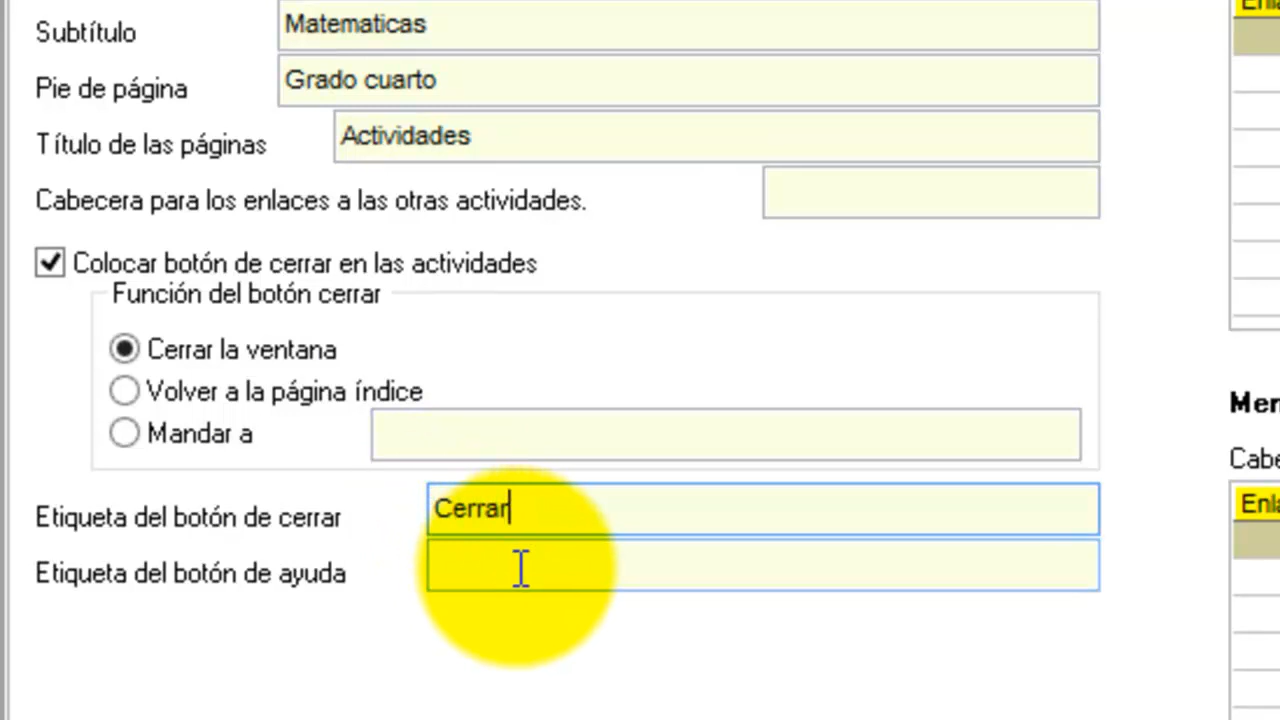 Subtítulo
Matematicas
Pie de página
Grado cuarto
Título de las páginas
Actividades
Cabecera para los enlaces a las otras actividades.
Colocar botón de cerrar en las actividades
Función del botón cerrar
Cerrar la ventana
Volver a la página índice
Mandar a
Etiqueta del botón de cerrar
Cerrar
Etiqueta del botón de ayuda